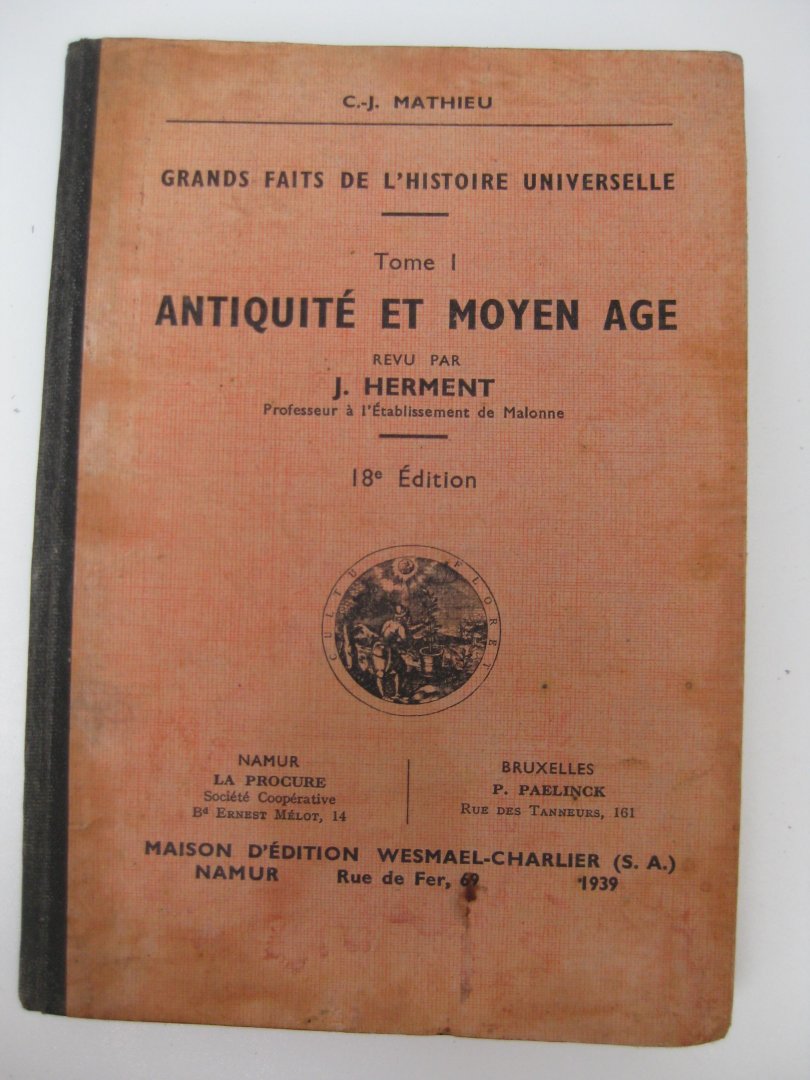 C.-J. MATHIEU
GRANDS FAITS DE L'HISTOIRE UNIVERSELLE
Tome I
ANTIQUITÉ ET MOYEN AGE
REVU PAR
J. HERMENT
Professeur à l'Établissement de Malonne
18e Édition
CULTU FLORET
NAMUR
LA PROCURE
Société Coopérative
Bd ERNEST MÉLOT, 14
BRUXELLES
P. PAELINCK
RUE DES TANNEURS, 161
MAISON D'ÉDITION WESMAEL-CHARLIER (S. A.)
NAMUR Rue de Fer, 69 1939